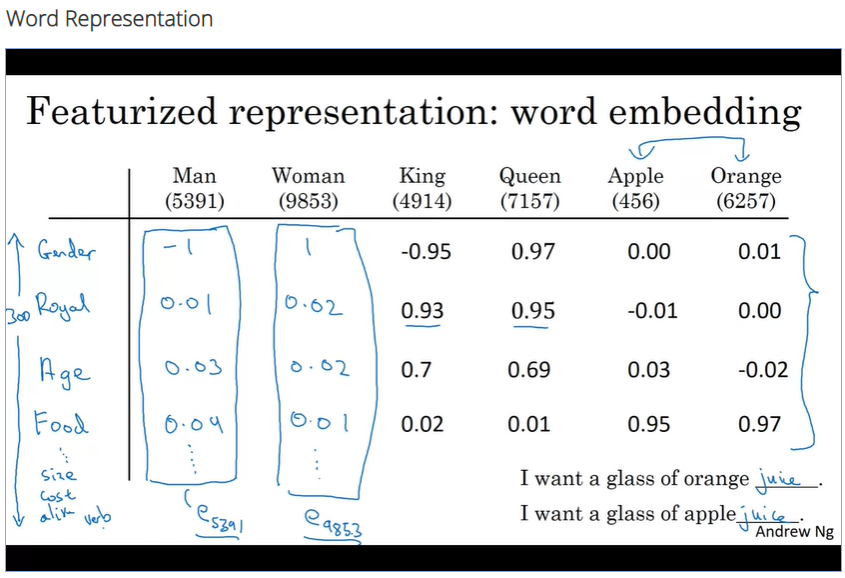 Word Representation
Featurized representation: word embedding
Man Woman King Queen Apple Orange
(5391) (9853) (4914) (7157) (456) (6257)
Gender -1 1 -0.95 0.97 0.00 0.01
300 Royal 0.01 0.02 0.93 0.95 -0.01 0.00
Age 0.03 0.02 0.7 0.69 0.03 -0.02
Food 0.04 0.01 0.02 0.01 0.95 0.97
size
cost
alive verb
e5391 e9853
I want a glass of orange juice.
I want a glass of apple juice.
Andrew Ng